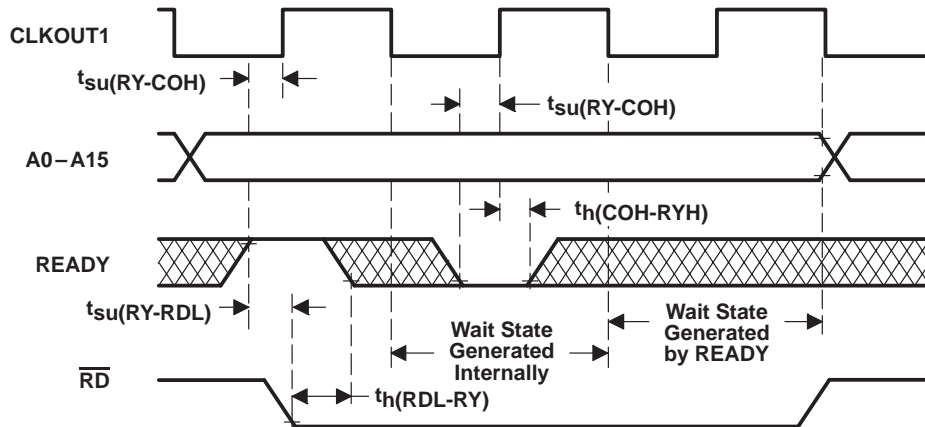 CLKOUT1
tsu(RY-COH)
tsu(RY-COH)
A0–A15
th(COH-RYH)
READY
tsu(RY-RDL)
Wait State
Generated
Internally
Wait State
Generated
by READY
RD
th(RDL-RY)